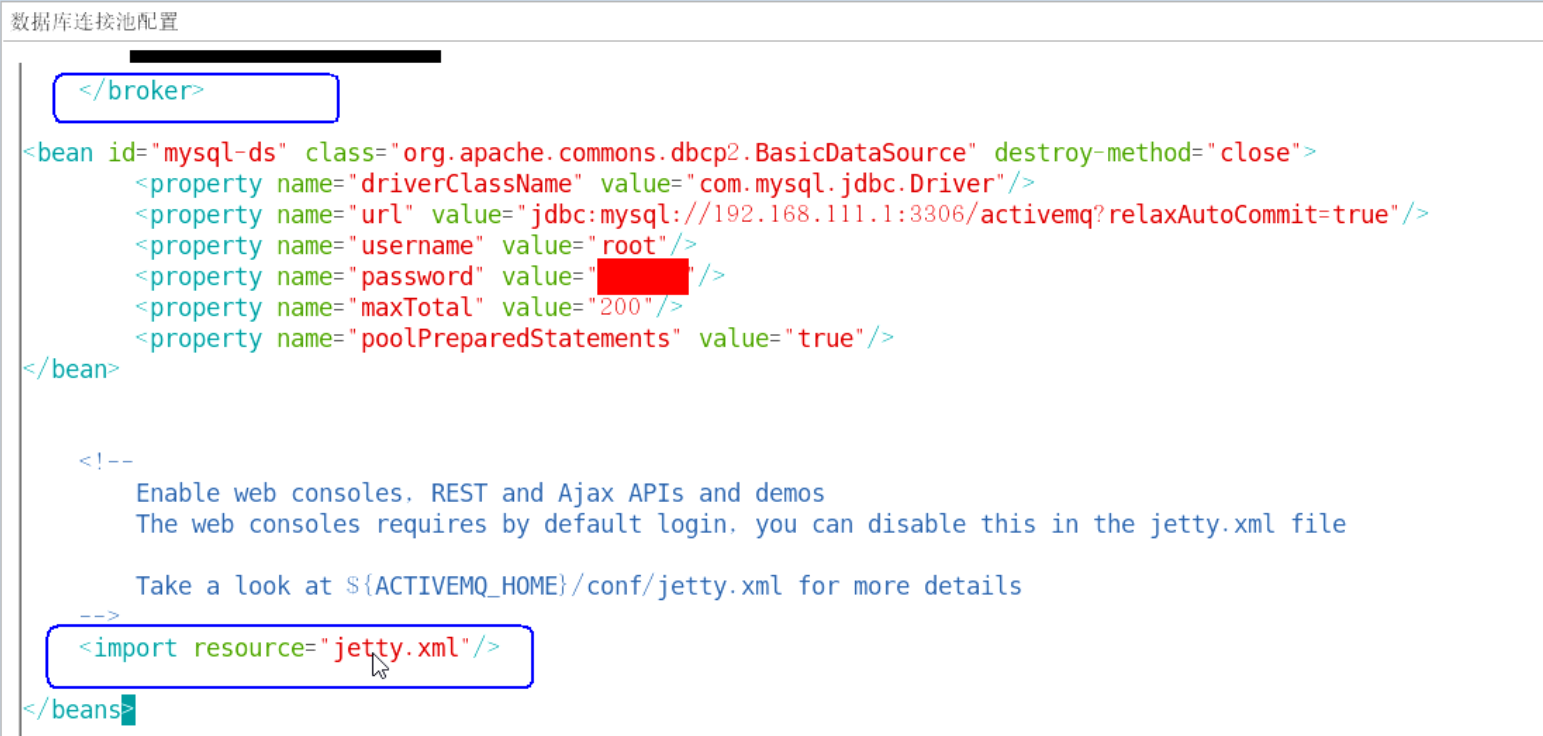 数据库连接池配置
</broker>
<bean id="mysql-ds" class="org.apache.commons.dbcp2.BasicDataSource" destroy-method="close">
<property name="driverClassName" value="com.mysql.jdbc.Driver"/>
<property name="url" value="jdbc:mysql://192.168.111.1:3306/activemq?relaxAutoCommit=true"/>
<property name="username" value="root"/>
<property name="password" value=""/>
<property name="maxTotal" value="200"/>
<property name="poolPreparedStatements" value="true"/>
</bean>
<!--
Enable web consoles, REST and Ajax APIs and demos
The web consoles requires by default login, you can disable this in the jetty.xml file
Take a look at ${ACTIVEMQ_HOME}/conf/jetty.xml for more details
-->
<import resource="jetty.xml"/>
</beans>